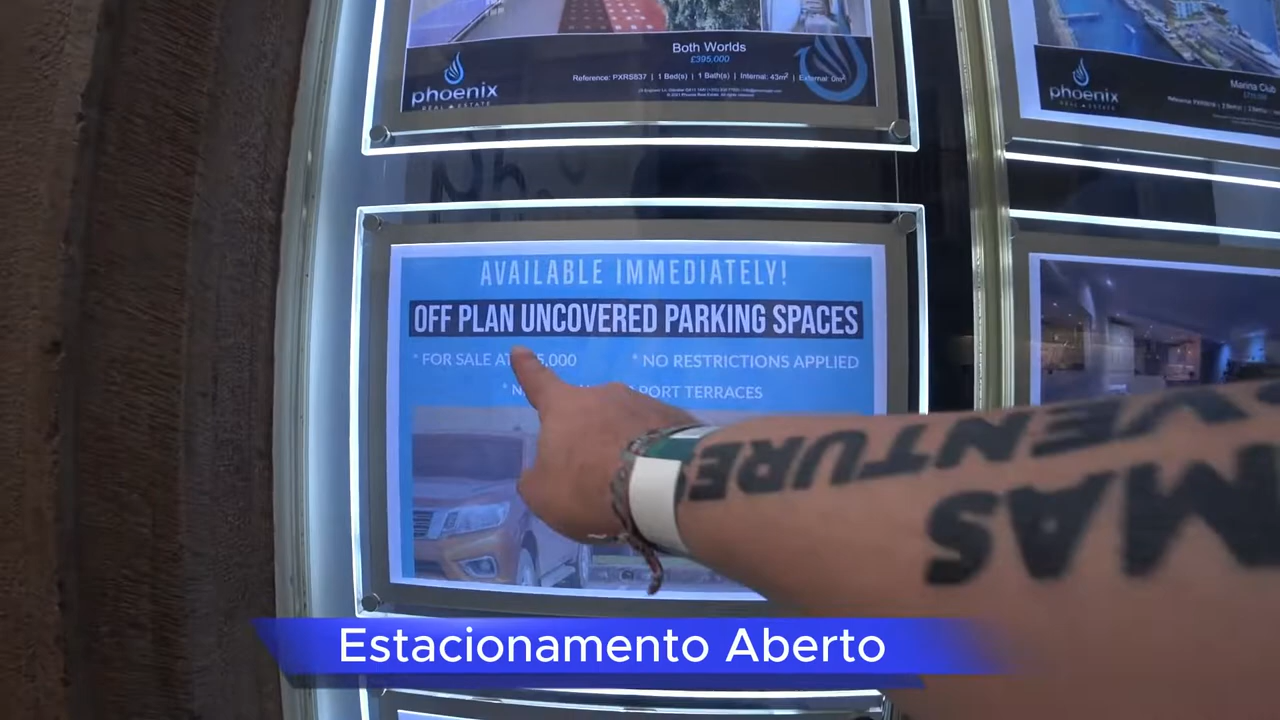 Both Worlds
£395,000
Reference: PXRS837 | 1 Bed(s) | 1 Bath(s) | Internal: 43m² | External: 0m²
phoenix
REAL ESTATE
Marina Club
phoenix
REAL ESTATE
AVAILABLE IMMEDIATELY!
OFF PLAN UNCOVERED PARKING SPACES
* FOR SALE AT 5,000
* NO RESTRICTIONS APPLIED
PORT TERRACES
MAS
VENTURE
Estacionamento Aberto